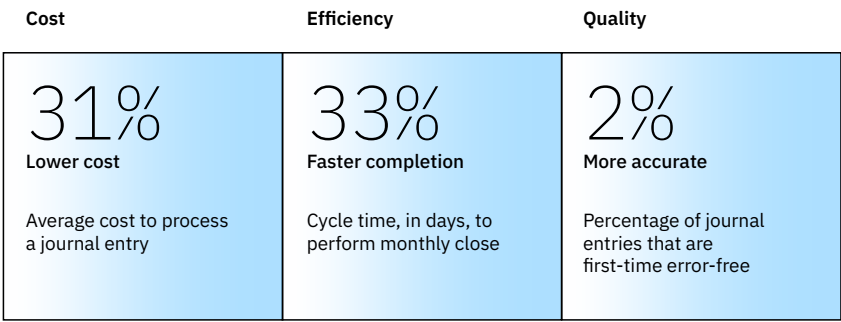 Cost
Efficiency
Quality
31%
Lower cost
Average cost to process
a journal entry
33%
Faster completion
Cycle time, in days, to
perform monthly close
2%
More accurate
Percentage of journal
entries that are
first-time error-free